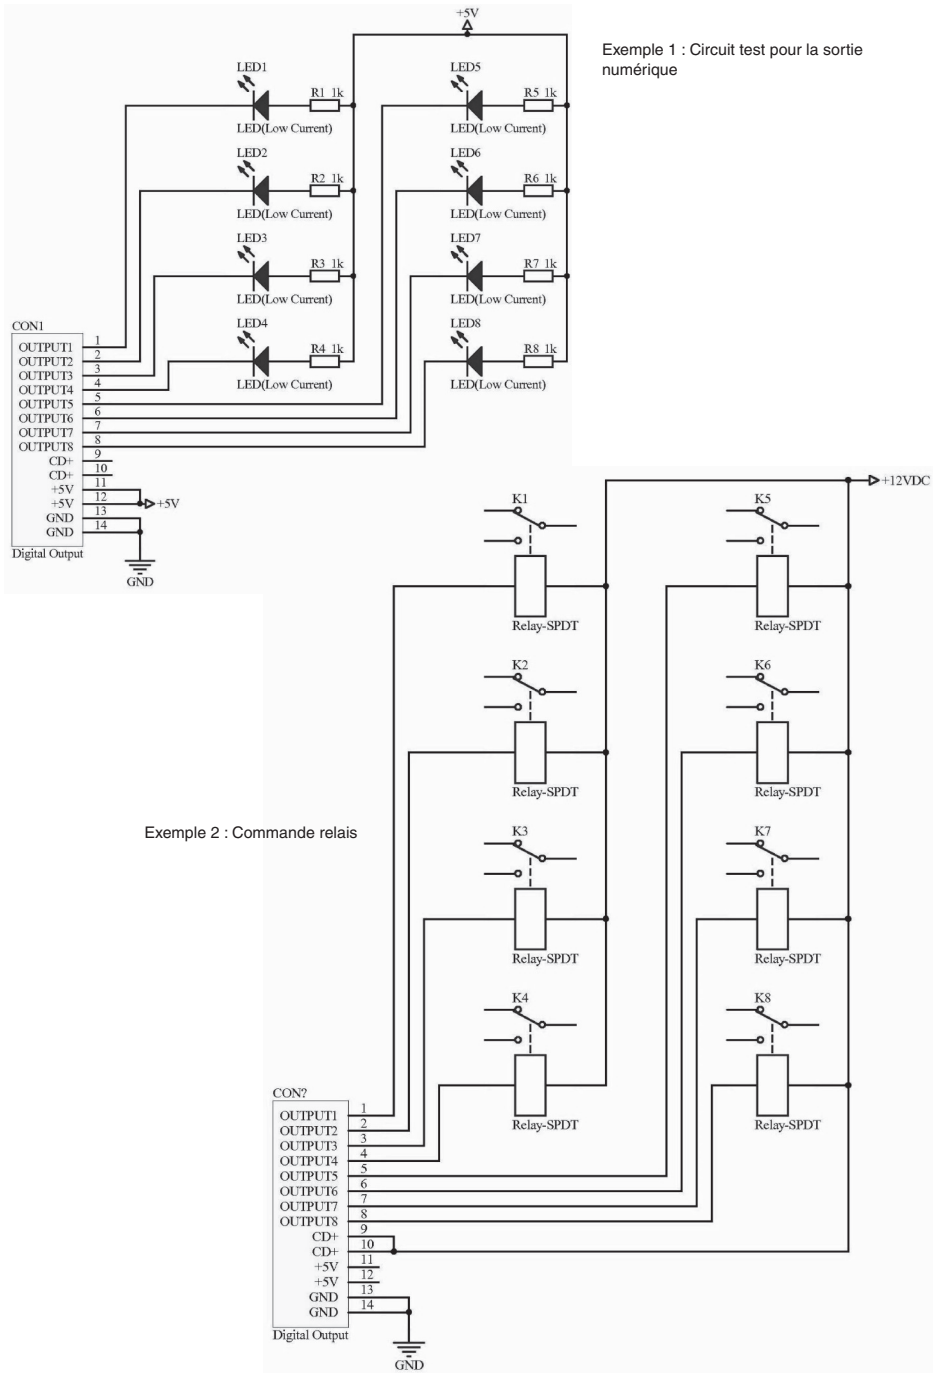 +5V
Exemple 1 : Circuit test pour la sortie
numérique
LED1
R1 1k
LED(Low Current)
LED5
R5 1k
LED(Low Current)
LED2
R2 1k
LED(Low Current)
LED6
R6 1k
LED(Low Current)
LED3
R3 1k
LED(Low Current)
LED7
R7 1k
LED(Low Current)
LED4
R4 1k
LED(Low Current)
LED8
R8 1k
LED(Low Current)
CON1
OUTPUT1 1
OUTPUT2 2
OUTPUT3 3
OUTPUT4 4
OUTPUT5 5
OUTPUT6 6
OUTPUT7 7
OUTPUT8 8
CD+ 9
CD+ 10
+5V 11
+5V 12 +5V
GND 13
GND 14
Digital Output
GND
+12VDC
K1
Relay-SPDT
K5
Relay-SPDT
K2
Relay-SPDT
K6
Relay-SPDT
Exemple 2 : Commande relais
K3
Relay-SPDT
K7
Relay-SPDT
K4
Relay-SPDT
K8
Relay-SPDT
CON?
OUTPUT1 1
OUTPUT2 2
OUTPUT3 3
OUTPUT4 4
OUTPUT5 5
OUTPUT6 6
OUTPUT7 7
OUTPUT8 8
CD+ 9
CD+ 10
+5V 11
+5V 12
GND 13
GND 14
Digital Output
GND